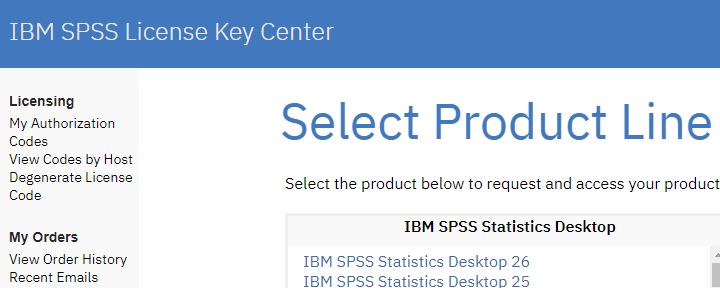 IBM SPSS License Key Center
Licensing
My Authorization
Codes
View Codes by Host
Degenerate License
Code
My Orders
View Order History
Recent Emails
Select Product Line
Select the product below to request and access your product
IBM SPSS Statistics Desktop
IBM SPSS Statistics Desktop 26
IBM SPSS Statistics Desktop 25